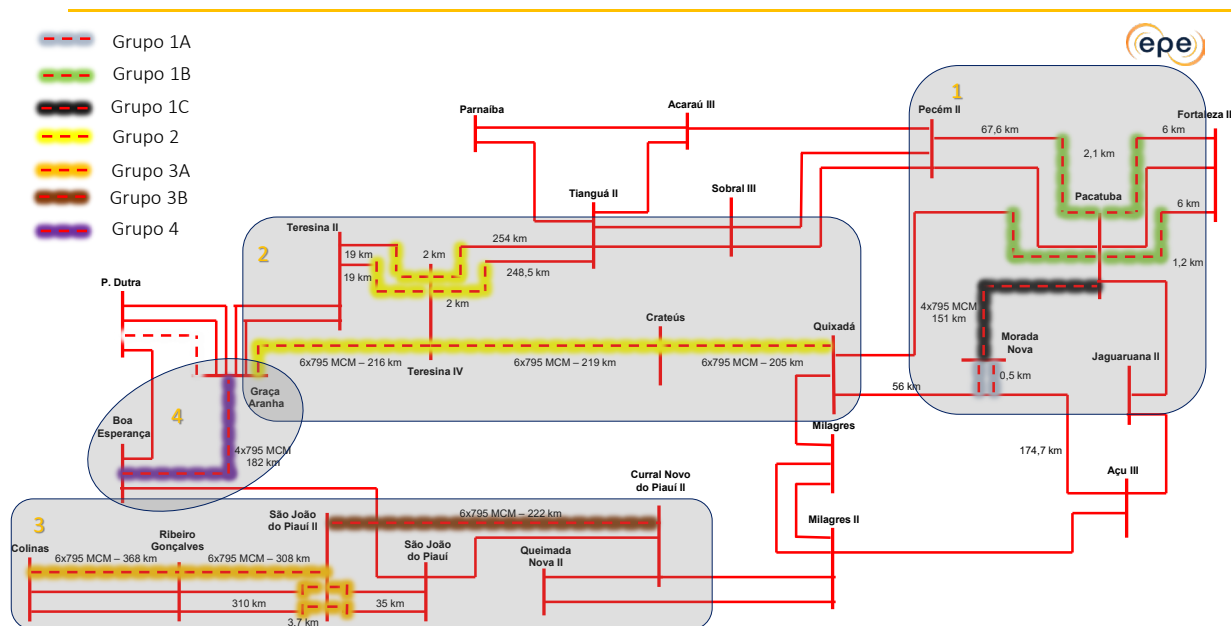 Grupo 1A
Grupo 1B
Grupo 1C
Grupo 2
Grupo 3A
Grupo 3B
Grupo 4
epe
1
Pecém II
Fortaleza II
67,6 km
6 km
2,1 km
Pacatuba
6 km
1,2 km
4x795 MCM
151 km
Morada
Nova
0,5 km
Jaguaruana II
56 km
174,7 km
Açu III
Parnaíba
Acaraú III
Tianguá II
Sobral III
2
Teresina II
19 km
19 km
2 km
2 km
254 km
248,5 km
Crateús
Quixadá
6x795 MCM – 216 km
6x795 MCM – 219 km
6x795 MCM – 205 km
Teresina IV
P. Dutra
Graça
Aranha
4
Boa
Esperança
4x795 MCM
182 km
Milagres
Milagres II
3
Colinas
Ribeiro
Gonçalves
São João
do Piauí II
Curral Novo
do Piauí II
6x795 MCM – 222 km
6x795 MCM – 368 km
6x795 MCM – 308 km
São João
do Piauí
Queimada
Nova II
310 km
35 km
3,7 km